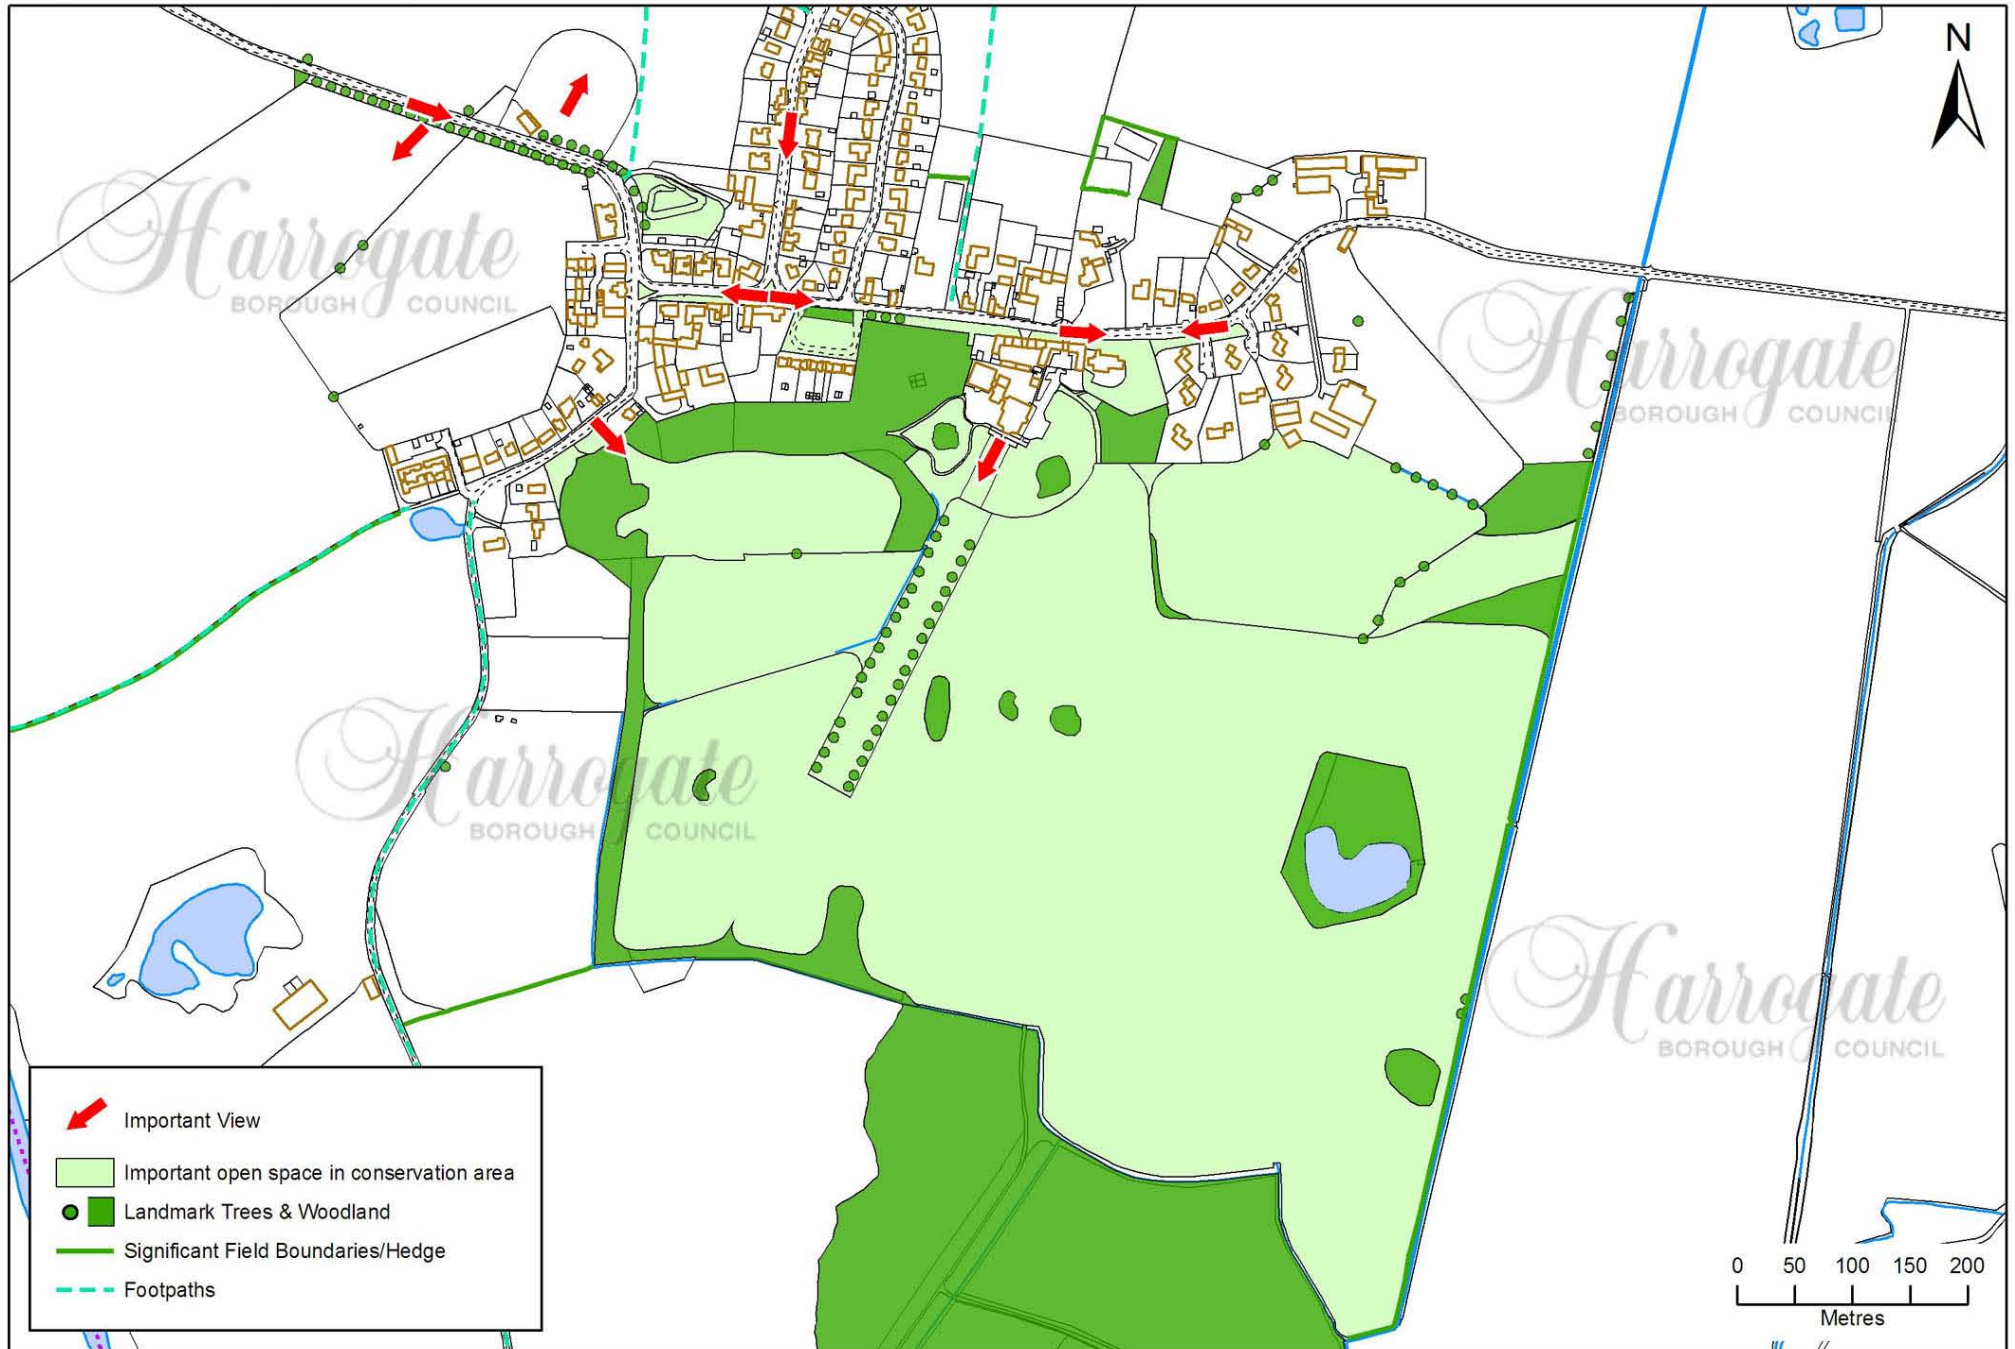 N
Harrogate
BOROUGH COUNCIL
Harrogate
BOROUGH COUNCIL
Harrogate
BOROUGH COUNCIL
Harrogate
BOROUGH COUNCIL
Important View
Important open space in conservation area
Landmark Trees & Woodland
Significant Field Boundaries/Hedge
Footpaths
0 50 100 150 200
Metres